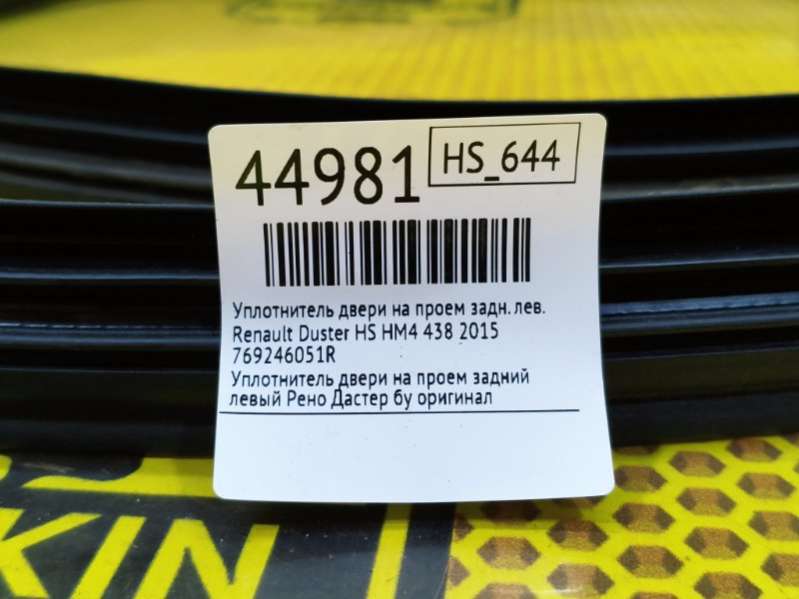 44981 HS_644
Уплотнитель двери на проем задн. лев.
Renault Duster HS HM4 438 2015
769246051R
Уплотнитель двери на проем задний
левый Рено Дастер бу оригинал
KIN